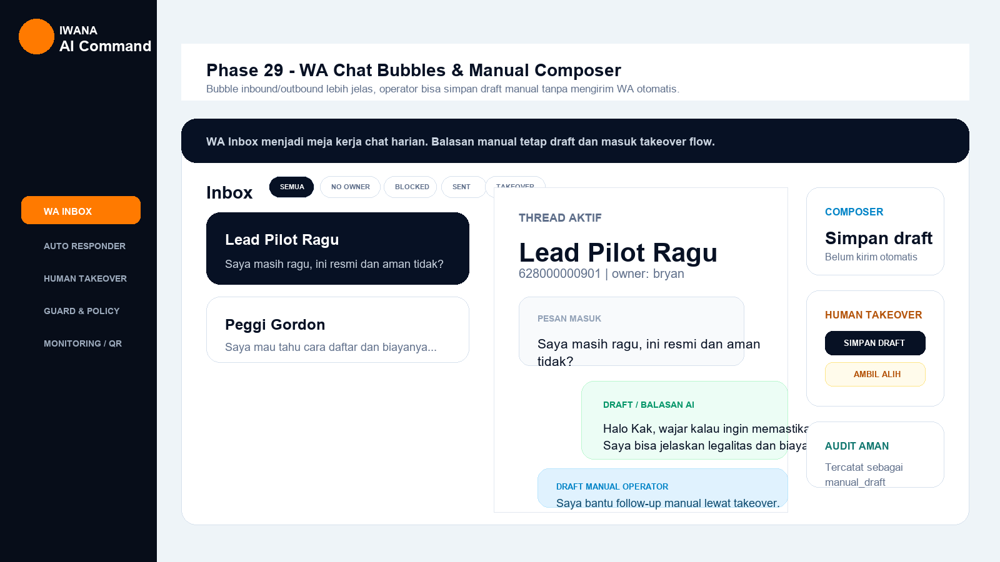 IWANA
AI Command
WA INBOX
AUTO RESPONDER
HUMAN TAKEOVER
GUARD & POLICY
MONITORING / QR
Phase 29 - WA Chat Bubbles & Manual Composer
Bubble inbound/outbound lebih jelas, operator bisa simpan draft manual tanpa mengirim WA otomatis.
WA Inbox menjadi meja kerja chat harian. Balasan manual tetap draft dan masuk takeover flow.
Inbox
SEMUA
NO OWNER
BLOCKED
SENT
TAKEOVER
Lead Pilot Ragu
Saya masih ragu, ini resmi dan aman tidak?
Peggi Gordon
Saya mau tahu cara daftar dan biayanya...
THREAD AKTIF
Lead Pilot Ragu
628000000901 | owner: bryan
PESAN MASUK
Saya masih ragu, ini resmi dan aman
tidak?
DRAFT / BALASAN AI
Halo Kak, wajar kalau ingin memastika
Saya bisa jelaskan legalitas dan biaya
DRAFT MANUAL OPERATOR
Saya bantu follow-up manual lewat takeover.
COMPOSER
Simpan draft
Belum kirim otomatis
HUMAN TAKEOVER
SIMPAN DRAFT
AMBIL ALIH
AUDIT AMAN
Tercatat sebagai
manual_draft